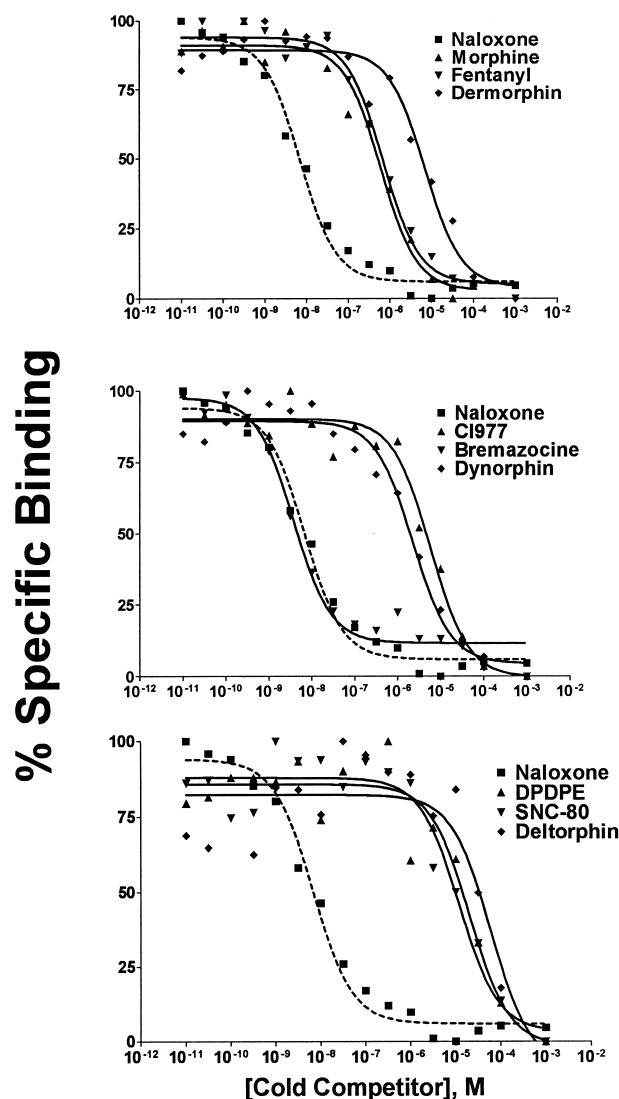 % Specific Binding
100
75
50
25
0
Naloxone
Morphine
Fentanyl
Dermorphin
10-12 10-11 10-10 10-9 10-8 10-7 10-6 10-5 10-4 10-3 10-2
100
75
50
25
0
Naloxone
CI977
Bremazocine
Dynorphin
10-12 10-11 10-10 10-9 10-8 10-7 10-6 10-5 10-4 10-3 10-2
100
75
50
25
0
Naloxone
DPDPE
SNC-80
Deltorphin
10-12 10-11 10-10 10-9 10-8 10-7 10-6 10-5 10-4 10-3 10-2
[Cold Competitor], M